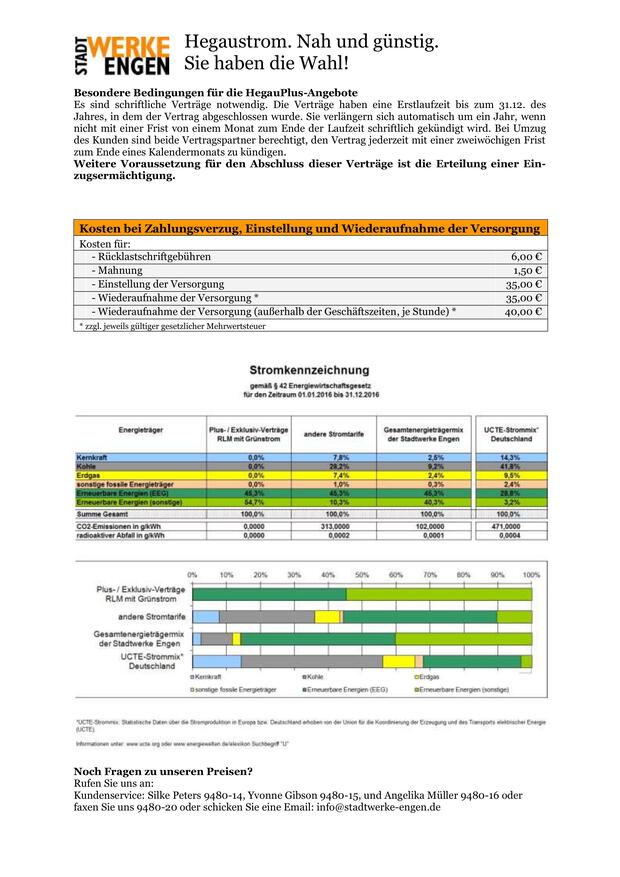 STADT WERKE ENGEN
Hegaustrom. Nah und günstig.
Sie haben die Wahl!
Besondere Bedingungen für die HegauPlus-Angebote
Es sind schriftliche Verträge notwendig. Die Verträge haben eine Erstlaufzeit bis zum 31.12. des
Jahres, in dem der Vertrag abgeschlossen wurde. Sie verlängern sich automatisch um ein Jahr, wenn
nicht mit einer Frist von einem Monat zum Ende der Laufzeit schriftlich gekündigt wird. Bei Umzug
des Kunden sind beide Vertragspartner berechtigt, den Vertrag jederzeit mit einer zweiwöchigen Frist
zum Ende eines Kalendermonats zu kündigen.
Weitere Voraussetzung für den Abschluss dieser Verträge ist die Erteilung einer Ein-
zugsermächtigung.
Kosten bei Zahlungsverzug, Einstellung und Wiederaufnahme der Versorgung
Kosten für:
- Rücklastschriftgebühren 6,00 €
- Mahnung 1,50 €
- Einstellung der Versorgung 35,00 €
- Wiederaufnahme der Versorgung * 35,00 €
- Wiederaufnahme der Versorgung (außerhalb der Geschäftszeiten, je Stunde) * 40,00 €
* zzgl. jeweils gültiger gesetzlicher Mehrwertsteuer
Stromkennzeichnung
gemäß § 42 Energiewirtschaftsgesetz
für den Zeitraum 01.01.2016 bis 31.12.2016
Energieträger Plus- / Exklusiv-Verträge RLM mit Grünstrom andere Stromtarife Gesamtenergieträgermix der Stadtwerke Engen UCTE-Strommix* Deutschland
Kernkraft 0,0% 7,8% 2,5% 14,3%
Kohle 0,0% 28,2% 9,2% 41,8%
Erdgas 0,0% 7,4% 2,4% 9,5%
sonstige fossile Energieträger 0,0% 1,0% 0,3% 2,4%
Erneuerbare Energien (EEG) 45,3% 45,3% 45,3% 28,8%
Erneuerbare Energien (sonstige) 54,7% 10,3% 40,3% 3,2%
Summe Gesamt 100,0% 100,0% 100,0% 100,0%
CO2-Emissionen in g/kWh 0,0000 313,0000 102,0000 471,0000
radioaktiver Abfall in g/kWh 0,0000 0,0002 0,0001 0,0004
0% 10% 20% 30% 40% 50% 60% 70% 80% 90% 100%
Plus- / Exklusiv-Verträge
RLM mit Grünstrom
andere Stromtarife
Gesamtenergieträgermix
der Stadtwerke Engen
UCTE-Strommix*
Deutschland
Kernkraft Kohle Erdgas
sonstige fossile Energieträger Erneuerbare Energien (EEG) Erneuerbare Energien (sonstige)
*UCTE-Strommix: Statistische Daten über die Stromproduktion in Europa bzw. Deutschland erhoben von der Union für die Koordinierung der Erzeugung und des Transports elektrischer Energie
(UCTE).
Informationen unter: www.ucte.org oder www.energiewelten.de/elexikon Suchbegriff "U"
Noch Fragen zu unseren Preisen?
Rufen Sie uns an:
Kundenservice: Silke Peters 9480-14, Yvonne Gibson 9480-15, und Angelika Müller 9480-16 oder
faxen Sie uns 9480-20 oder schicken Sie eine Email: info@stadtwerke-engen.de